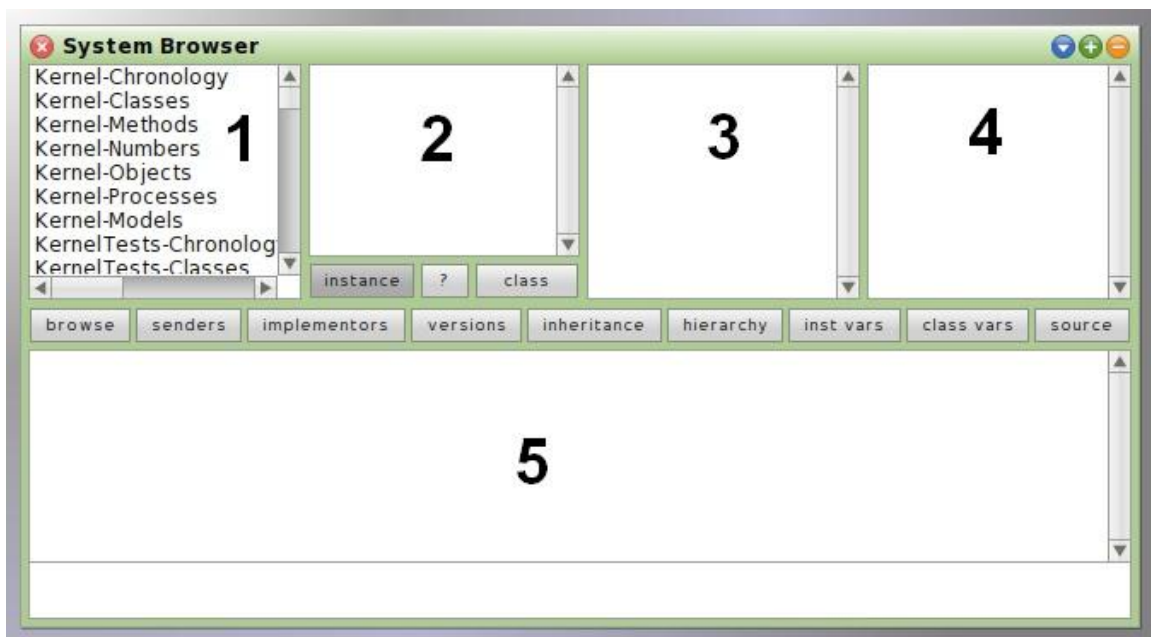 System Browser
Kernel-Chronology
Kernel-Classes
Kernel-Methods
Kernel-Numbers
Kernel-Objects
Kernel-Processes
Kernel-Models
KernelTests-Chronolog
KernelTests-Classes
1
2
3
4
instance ? class
browse senders implementors versions inheritance hierarchy inst vars class vars source
5